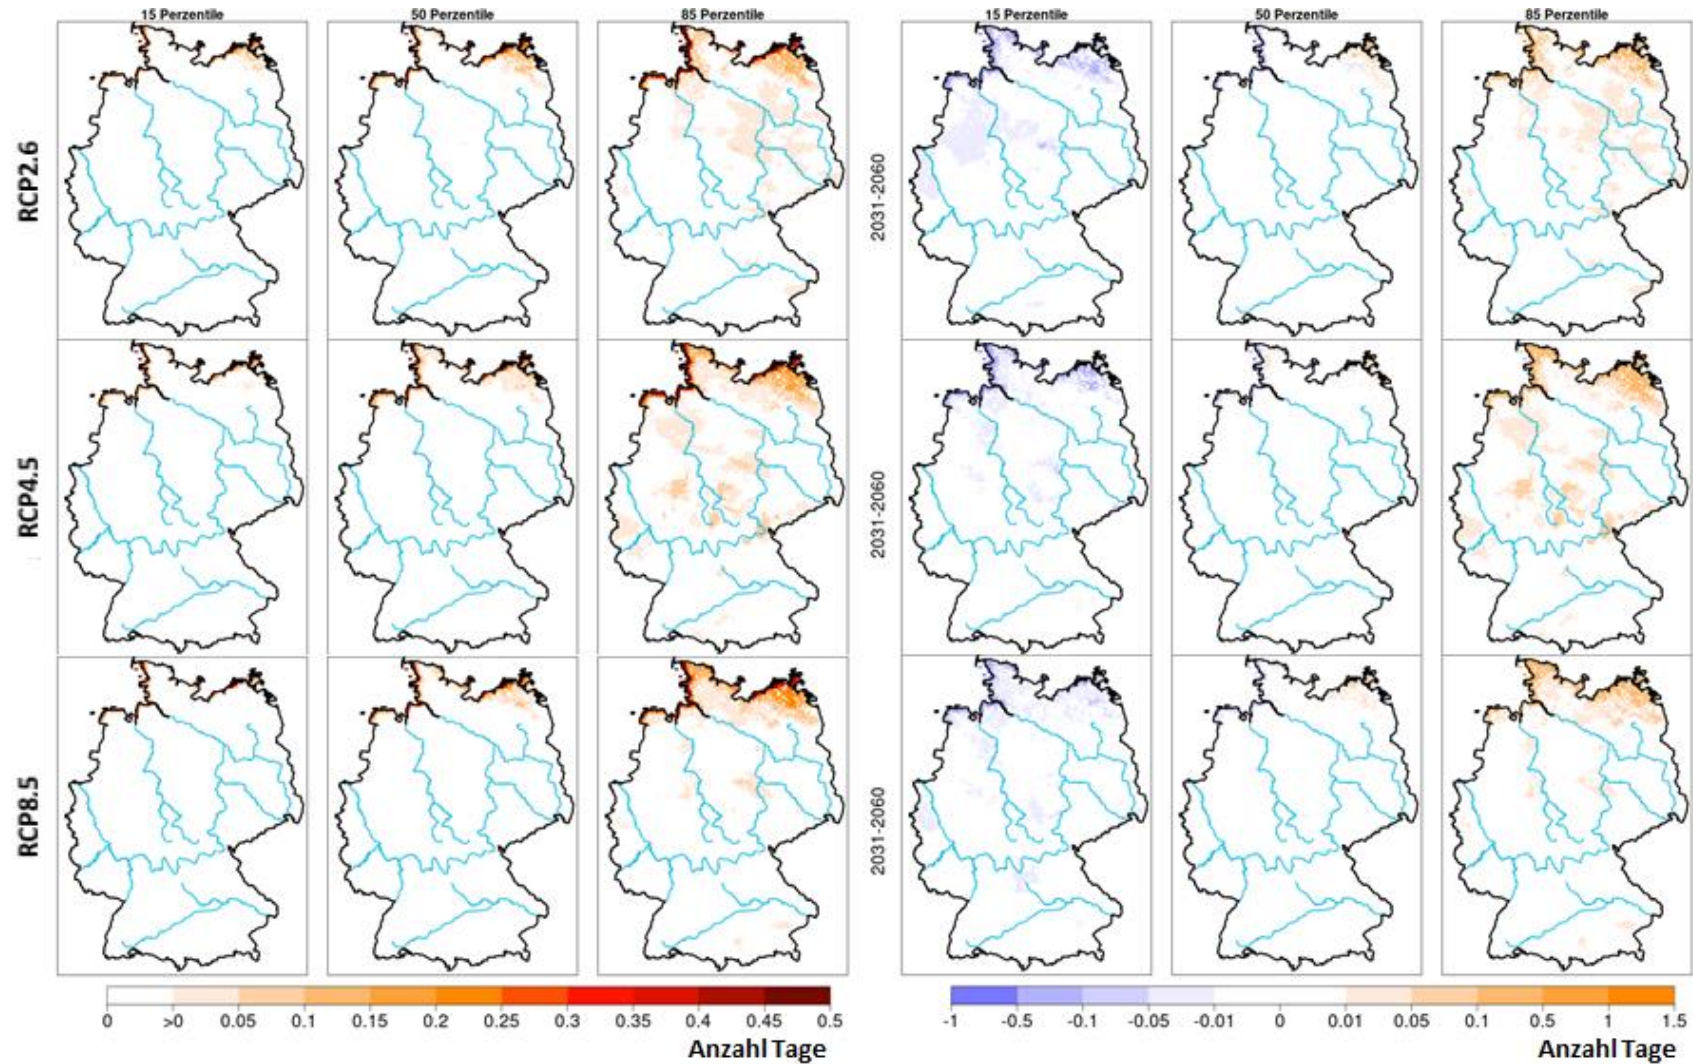 15 Perzentile 50 Perzentile 85 Perzentile 15 Perzentile 50 Perzentile 85 Perzentile
RCP2.6
2031-2060
RCP4.5
2031-2060
RCP8.5
2031-2060
0 >0 0.05 0.1 0.15 0.2 0.25 0.3 0.35 0.4 0.45 0.5
-1 -0.5 -0.1 -0.05 -0.01 0 0.01 0.05 0.1 0.5 1 1.5
Anzahl Tage Anzahl Tage